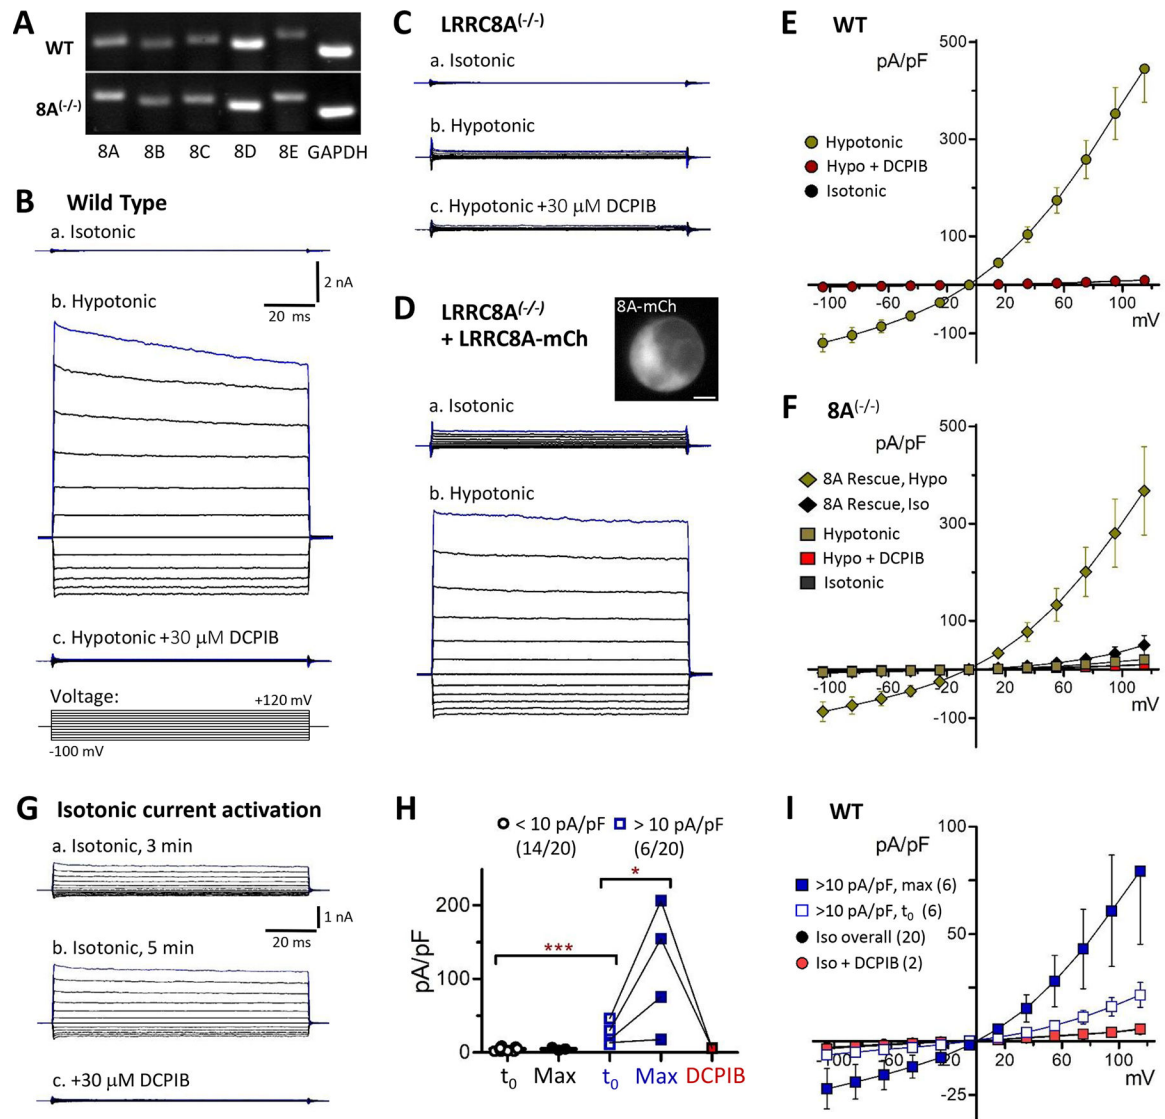 A
WT
8A(-/-)
8A 8B 8C 8D 8E GAPDH
B Wild Type
a. Isotonic
2 nA
20 ms
b. Hypotonic
c. Hypotonic +30 µM DCPIB
Voltage:
+120 mV
-100 mV
C LRRC8A(-/-)
a. Isotonic
b. Hypotonic
c. Hypotonic +30 µM DCPIB
D LRRC8A(-/-)
+ LRRC8A-mCh
8A-mCh
a. Isotonic
b. Hypotonic
E WT
pA/pF
500
300
100
-100
-100 -60 -20 20 60 100
mV
Hypotonic
Hypo + DCPIB
Isotonic
F 8A(-/-)
pA/pF
500
300
100
-100
-100 -60 -20 20 60 100
mV
8A Rescue, Hypo
8A Rescue, Iso
Hypotonic
Hypo + DCPIB
Isotonic
G Isotonic current activation
a. Isotonic, 3 min
1 nA
20 ms
b. Isotonic, 5 min
c. +30 µM DCPIB
H
< 10 pA/pF > 10 pA/pF
(14/20) (6/20)
*
***
pA/pF
200
100
0
t0 Max t0 Max DCPIB
I WT
pA/pF
100
50
-25
20 60 100
mV
>10 pA/pF, max (6)
>10 pA/pF, t0 (6)
Iso overall (20)
Iso + DCPIB (2)